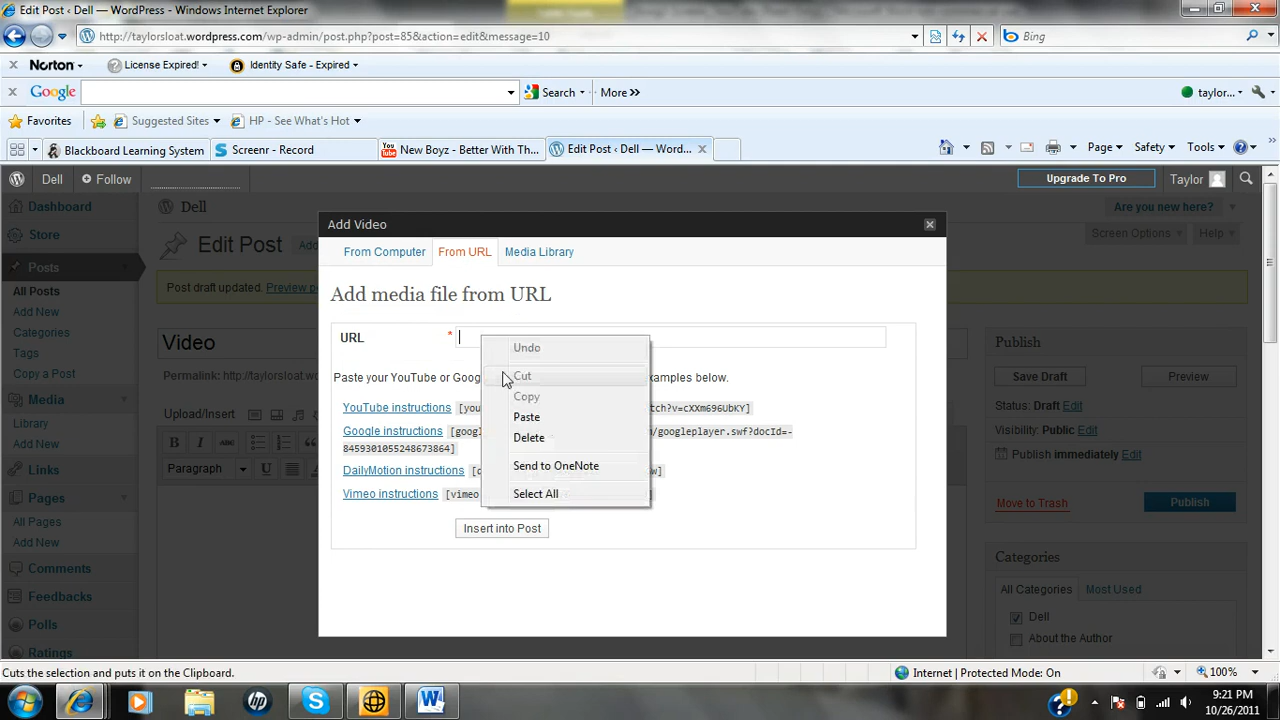 Edit Post ‹ Dell — WordPress - Windows Internet Explorer
http://taylorsloat.wordpress.com/wp-admin/post.php?post=85&action=edit&message=10
Bing
Norton
License Expired!
Identity Safe - Expired
Google
Search
More »
taylor...
Favorites
Suggested Sites
HP - See What's Hot
Blackboard Learning System
Screenr - Record
New Boyz - Better With Th...
Edit Post ‹ Dell — Word...
Page
Safety
Tools
Dell
Follow
Upgrade To Pro
Taylor
Dashboard
Dell
Are you new here?
Store
Edit Post
Screen Options
Help
Posts
Post draft updated. Preview p
All Posts
Add New
Categories
Tags
Copy a Post
Video
Permalink: http://taylorsloat.w
Media
Upload/Insert
Library
Add New
B I
Paragraph
Links
Pages
All Pages
Add New
Comments
Feedbacks
Polls
Ratings
Add Video
From Computer
From URL
Media Library
Add media file from URL
URL *
Paste your YouTube or Goog
xamples below.
YouTube instructions [you
tch?v=cXXm696UbKY]
Google instructions [goog
m/googleplayer.swf?docId=-
8459301055248673864]
DailyMotion instructions
w]
Vimeo instructions [vimeo
]
Insert into Post
Undo
Cut
Copy
Paste
Delete
Send to OneNote
Select All
Publish
Save Draft
Preview
Status: Draft Edit
Visibility: Public Edit
Publish immediately Edit
Move to Trash
Publish
Categories
All Categories
Most Used
Dell
About the Author
Cuts the selection and puts it on the Clipboard.
Internet | Protected Mode: On
100%
9:21 PM
10/26/2011